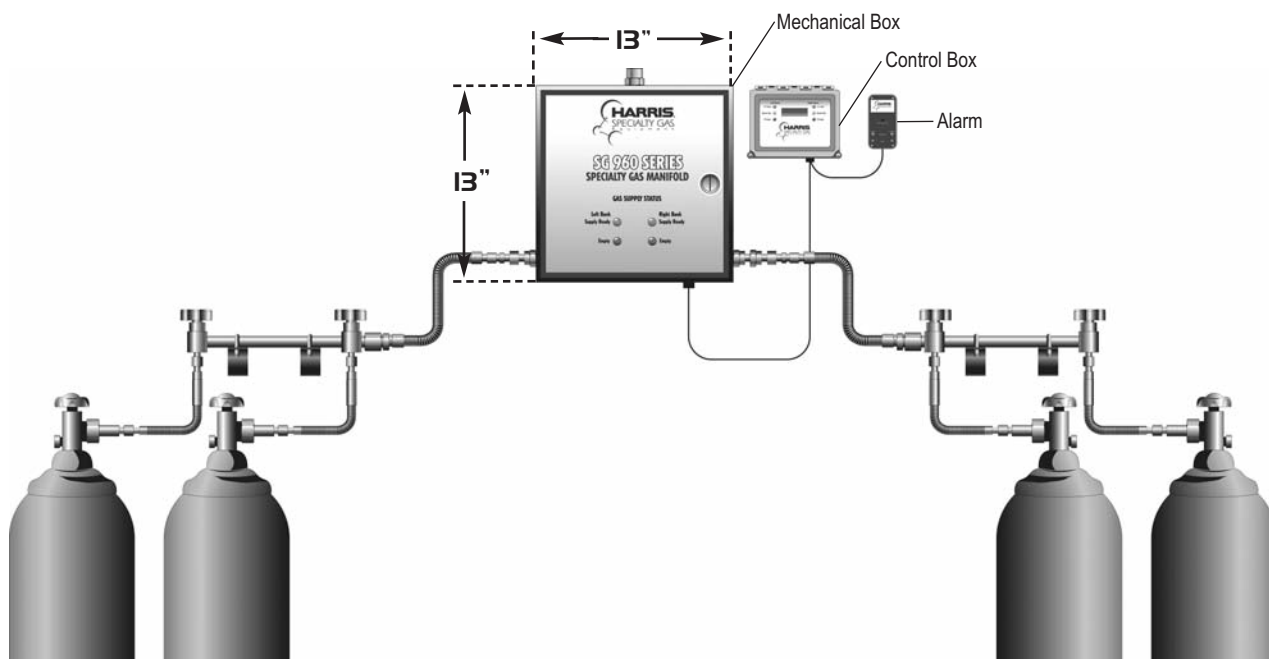 13”
Mechanical Box
Control Box
Alarm
HARRIS
SPECIALTY GAS
equipment
13”
SG 960 SERIES
SPECIALTY GAS MANIFOLD
GAS SUPPLY STATUS
Left Bank
Supply Ready
Empty
Right Bank
Supply Ready
Empty
HARRIS